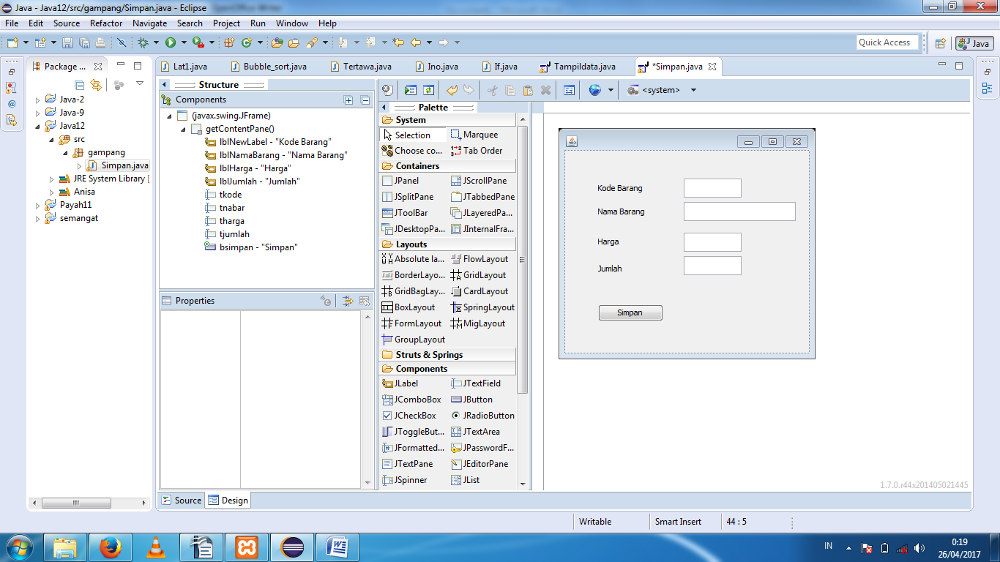 Java - Java12/src/gampang/Simpan.java - Eclipse
File Edit Source Refactor Navigate Search Project Run Window Help
Quick Access
Java
Package ...
Lat1.java
Bubble_sort.java
Tertawa.java
Ino.java
If.java
Tampildata.java
*Simpan.java
Java-2
Java-9
Java12
src
gampang
Simpan.java
JRE System Library [
Anisa
Payah11
semangat
Structure
Components
(javax.swing.JFrame)
getContentPane()
lblNewLabel - "Kode Barang"
lblNamaBarang - "Nama Barang"
lblHarga - "Harga"
lblJumlah - "Jumlah"
tkode
tnabar
tharga
tjumlah
bsimpan - "Simpan"
Properties
<system>
Palette
System
Selection Marquee
Choose co... Tab Order
Containers
JPanel JScrollPane
JSplitPane JTabbedPane
JToolBar JLayeredPa...
JDesktopPa... JInternalFra...
Layouts
Absolute la... FlowLayout
BorderLayo... GridLayout
GridBagLay... CardLayout
BoxLayout SpringLayout
FormLayout MigLayout
GroupLayout
Struts & Springs
Components
JLabel JTextField
JComboBox JButton
JCheckBox JRadioButton
JToggleBut... JTextArea
JFormatted... JPasswordF...
JTextPane JEditorPane
JSpinner JList
Kode Barang
Nama Barang
Harga
Jumlah
Simpan
1.7.0.r44x201405021445
Source Design
Writable Smart Insert 44 : 5
IN
0:19
26/04/2017